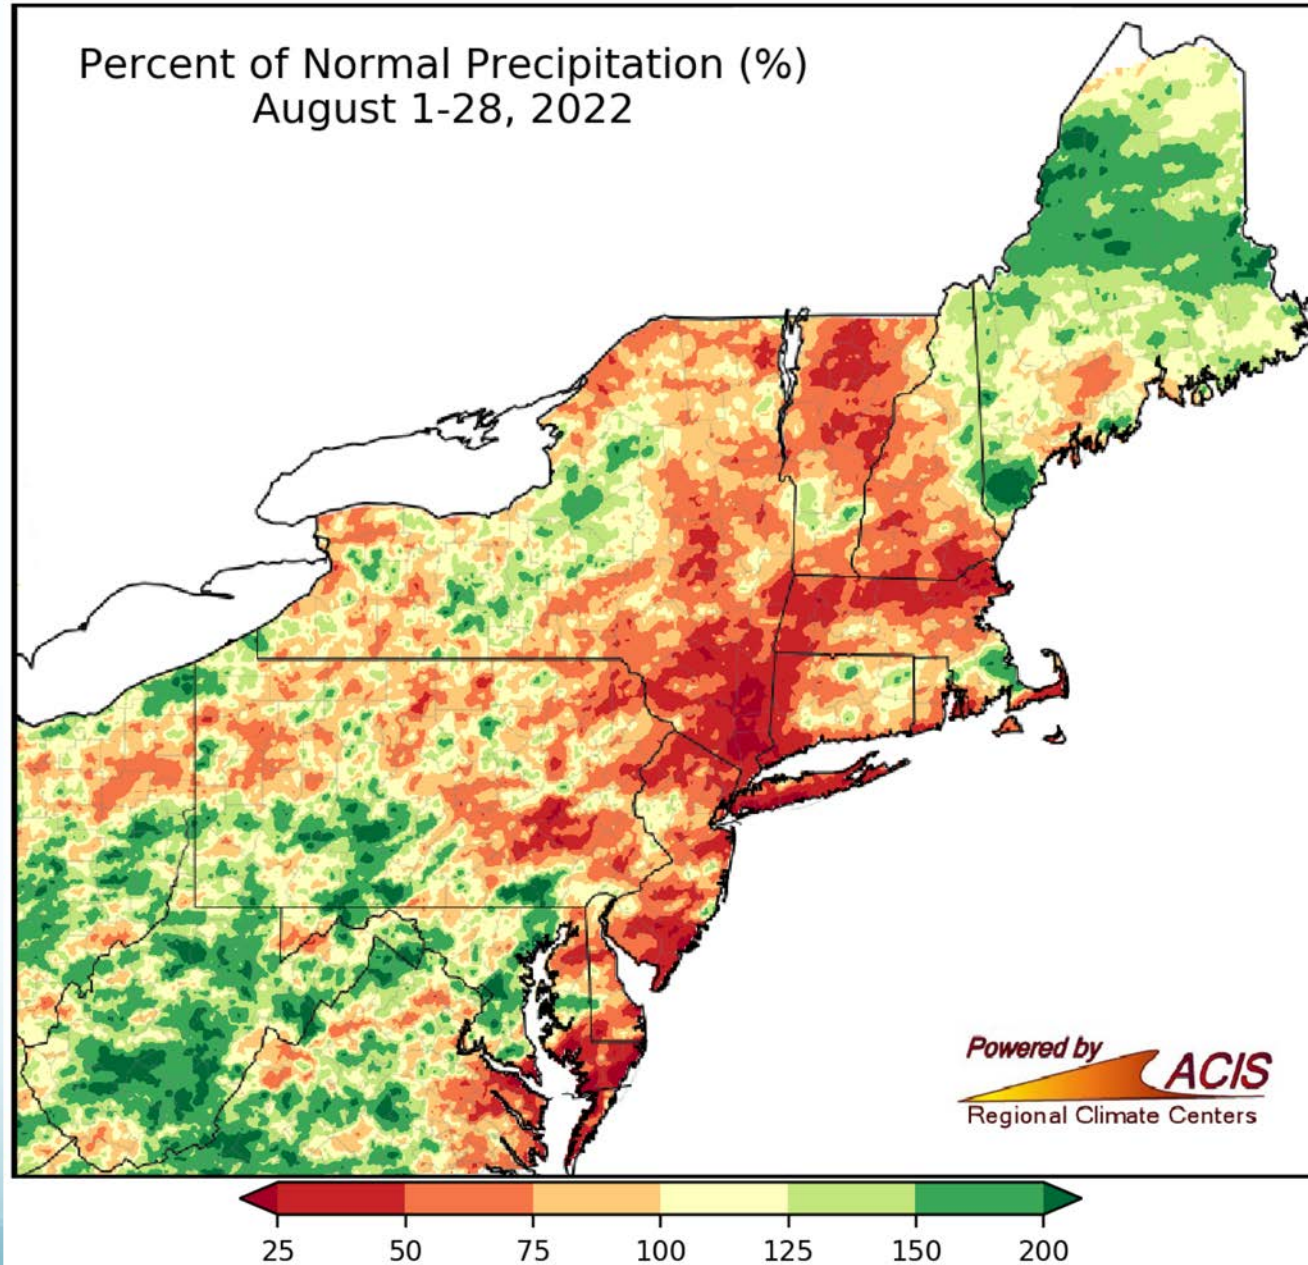 Percent of Normal Precipitation (%)
August 1-28, 2022
Powered by
ACIS
Regional Climate Centers
25 50 75 100 125 150 200